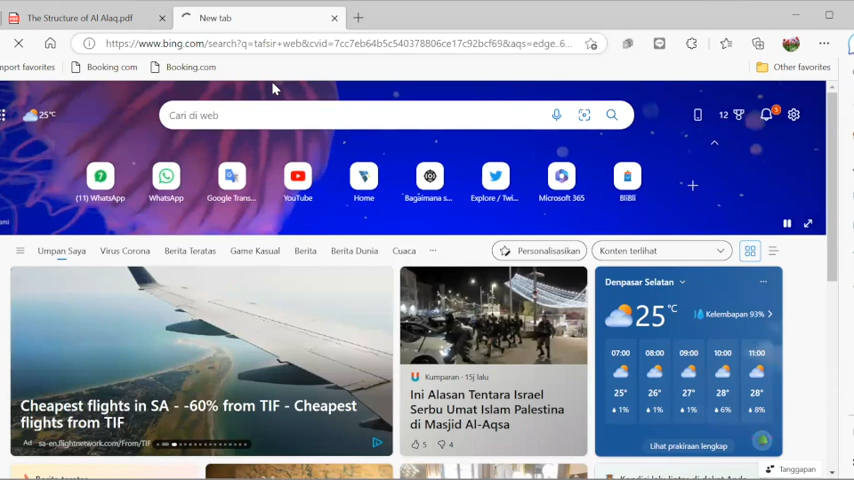 The Structure of Al Alaq.pdf
New tab
https://www.bing.com/search?q=tafsir+web&cvid=7cc7eb64b5c540378806ce17c92bcf69&aqs=edge..6...
mport favorites
Booking com
Booking.com
Other favorites
25°C
Cari di web
12
5
(11) WhatsApp
WhatsApp
Google Trans...
YouTube
Home
Bagaimana s...
Explore / Twi...
Microsoft 365
BliBli
Umpan Saya
Virus Corona
Berita Teratas
Game Kasual
Berita
Berita Dunia
Cuaca
...
Personalisasikan
Konten terlihat
Cheapest flights in SA - -60% from TIF - Cheapest
flights from TIF
Ad sa-en.flightnetwork.com/From/TIF
Kumparan · 15j lalu
Ini Alasan Tentara Israel
Serbu Umat Islam Palestina
di Masjid Al-Aqsa
5
4
Denpasar Selatan
25°C
Kelembapan 93%
07:00 08:00 09:00 10:00 11:00
25° 26° 27° 28° 28°
1% 1% 1% 6% 8%
Lihat prakiraan lengkap
Tanggapan